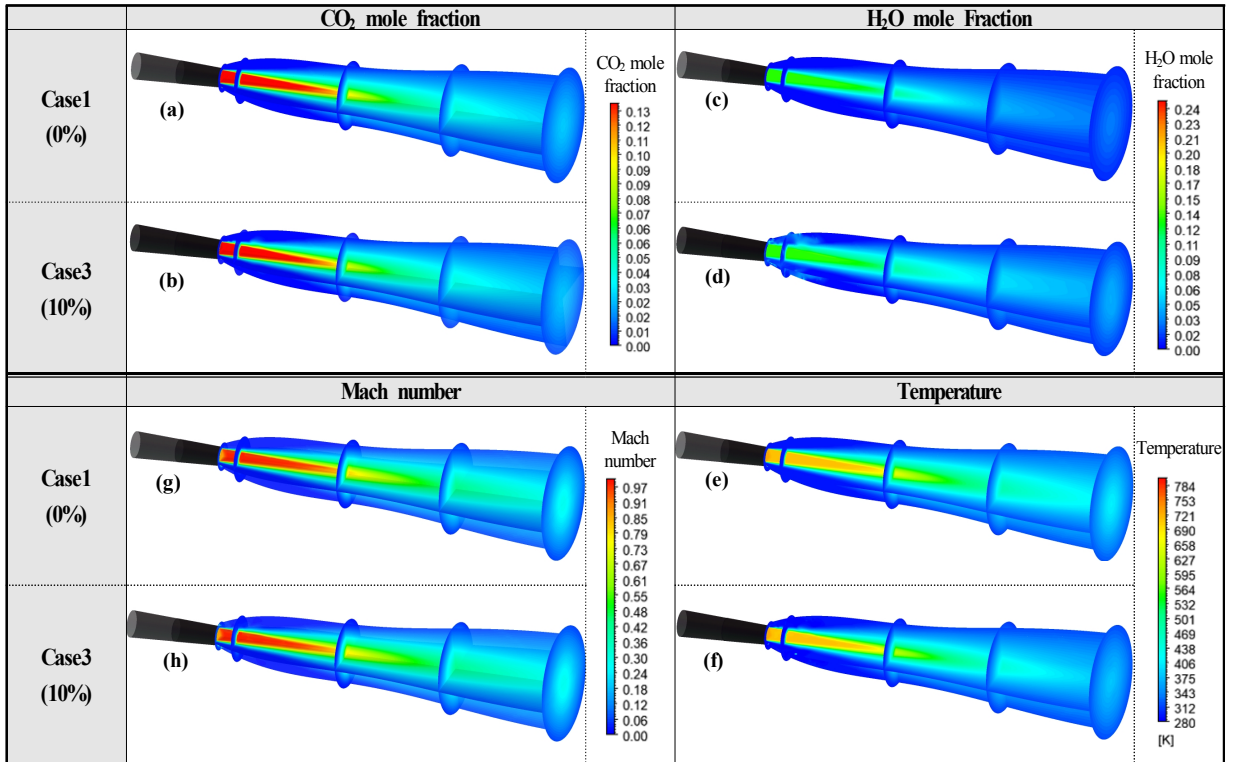 CO₂ mole fraction
H₂O mole Fraction
Case1
(0%)
(a)
CO₂ mole
fraction
0.13
0.12
0.11
0.10
0.09
0.08
0.08
0.07
0.06
0.05
0.04
0.03
0.03
0.02
0.01
0.00
(c)
H₂O mole
fraction
0.24
0.23
0.21
0.20
0.18
0.17
0.15
0.14
0.12
0.11
0.09
0.08
0.06
0.05
0.03
0.02
0.00
Case3
(10%)
(b)
(d)
Mach number
Temperature
Case1
(0%)
(g)
Mach
number
0.97
0.91
0.85
0.79
0.73
0.67
0.61
0.55
0.48
0.42
0.36
0.30
0.24
0.18
0.12
0.06
0.00
(e)
Temperature
784
753
721
690
658
627
595
564
532
501
469
438
406
375
343
312
280
[K]
Case3
(10%)
(h)
(f)